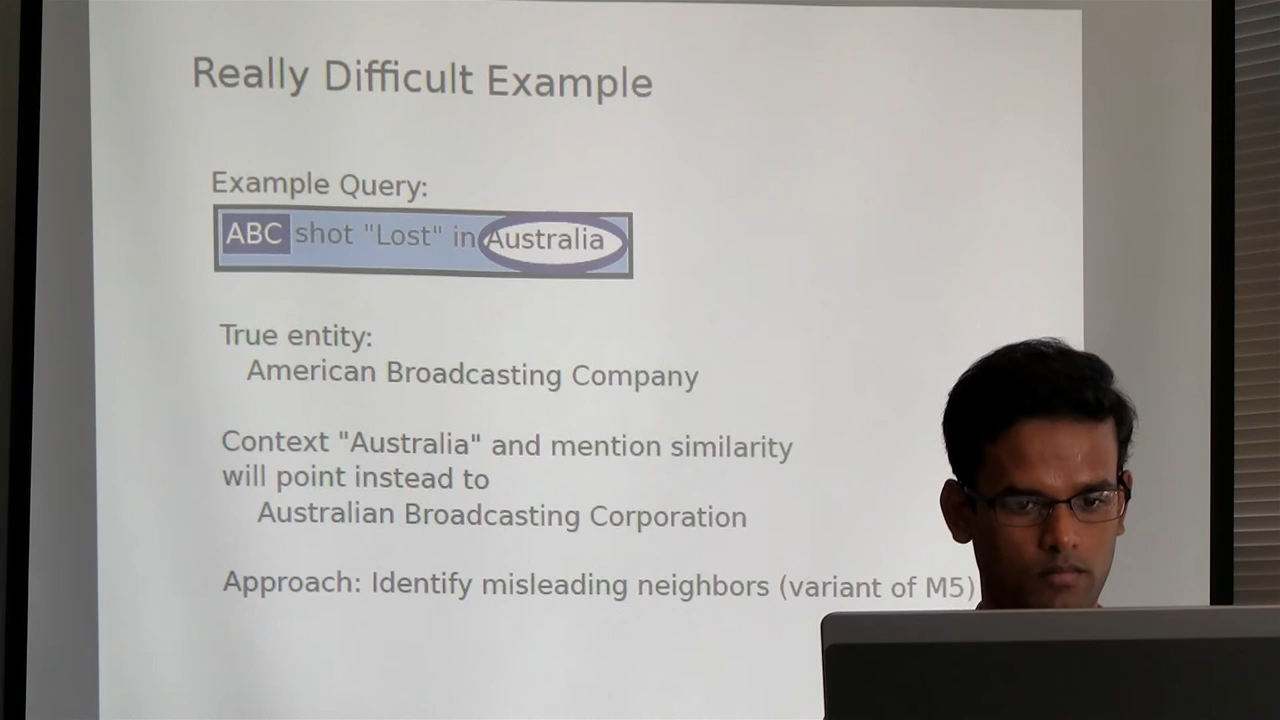 Really Difficult Example
Example Query:
ABC shot "Lost" in Australia
True entity:
American Broadcasting Company
Context "Australia" and mention similarity
will point instead to
Australian Broadcasting Corporation
Approach: Identify misleading neighbors (variant of M5)